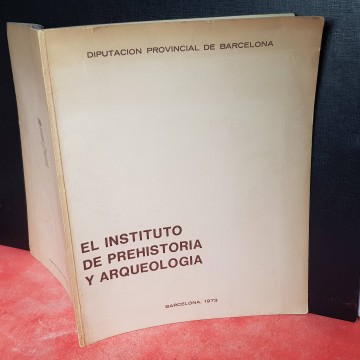 DIPUTACION PROVINCIAL DE BARCELONA
EL INSTITUTO
DE PREHISTORIA
Y ARQUEOLOGIA
BARCELONA, 1973